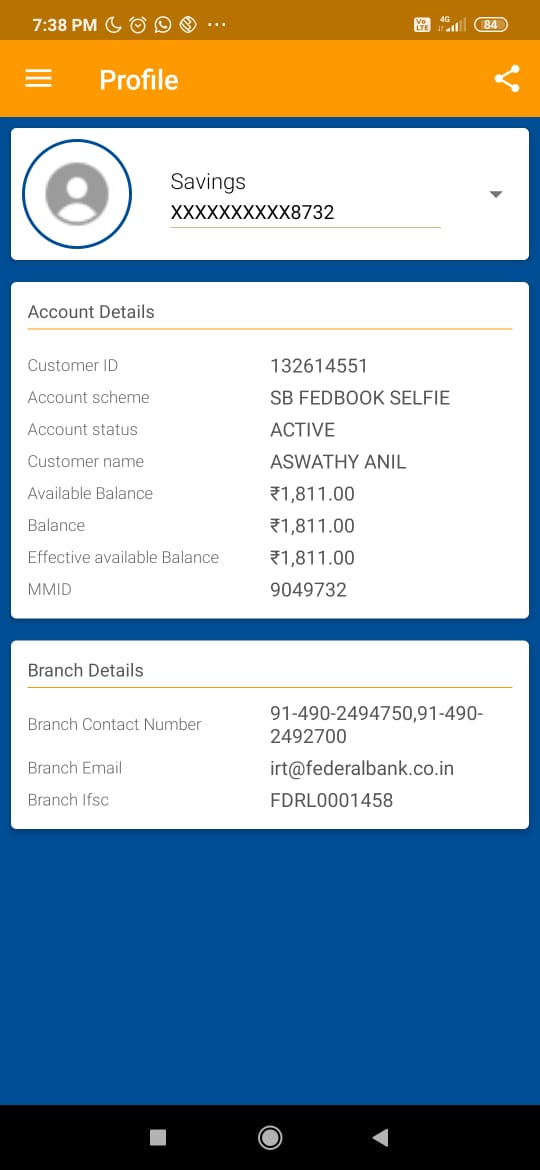 7:38 PM ... Vo LTE 4G 84
Profile
Savings
XXXXXXXXXX8732
Account Details
Customer ID 132614551
Account scheme SB FEDBOOK SELFIE
Account status ACTIVE
Customer name ASWATHY ANIL
Available Balance ₹1,811.00
Balance ₹1,811.00
Effective available Balance ₹1,811.00
MMID 9049732
Branch Details
Branch Contact Number 91-490-2494750,91-490-
2492700
Branch Email irt@federalbank.co.in
Branch Ifsc FDRL0001458